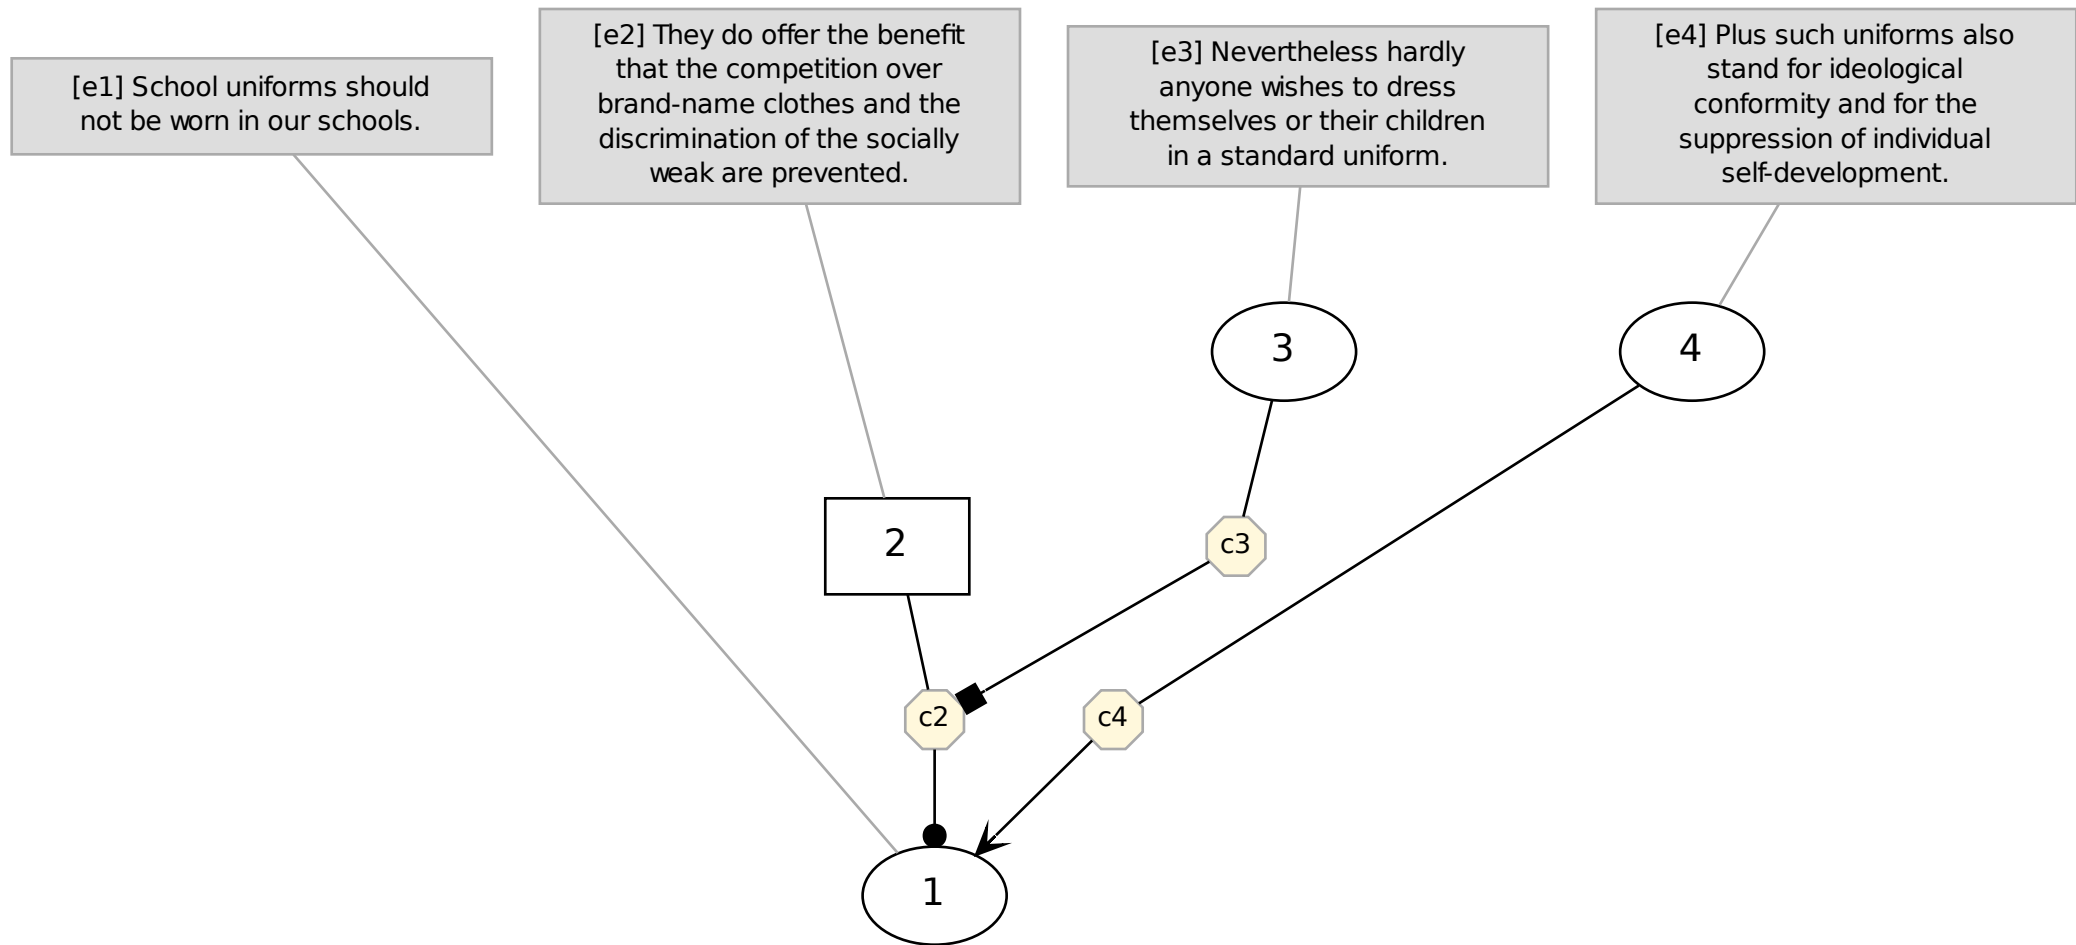 [e1] School uniforms should
not be worn in our schools.
[e2] They do offer the benefit
that the competition over
brand-name clothes and the
discrimination of the socially
weak are prevented.
[e3] Nevertheless hardly
anyone wishes to dress
themselves or their children
in a standard uniform.
[e4] Plus such uniforms also
stand for ideological
conformity and for the
suppression of individual
self-development.
3
4
2
c3
c2
c4
1